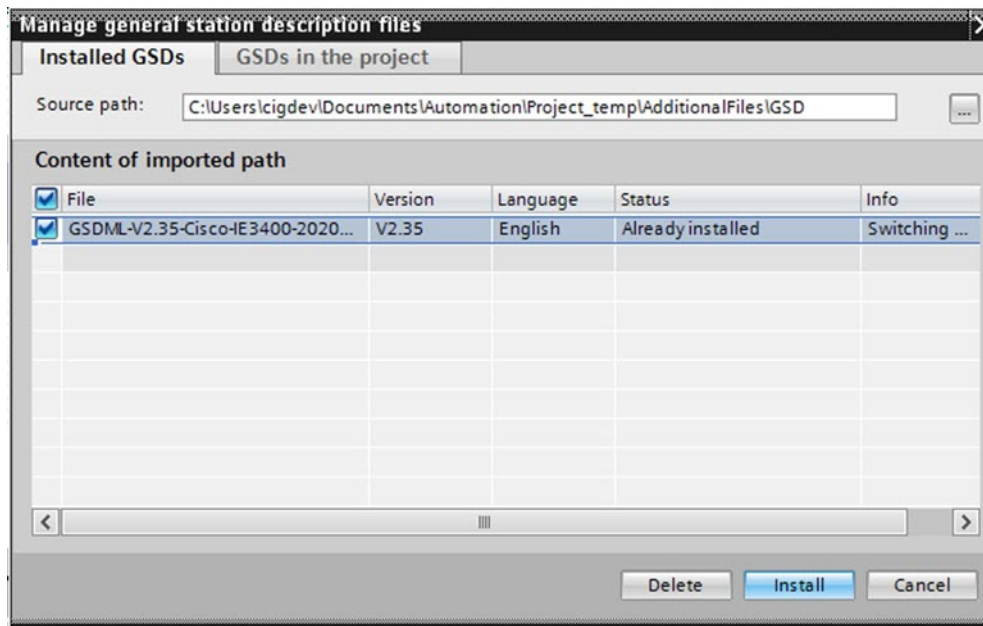 Manage general station description files
Installed GSDs GSDs in the project
Source path: C:\Users\cigdev\Documents\Automation\Project_temp\AdditionalFiles\GSD ...
Content of imported path
File Version Language Status Info
GSDML-V2.35-Cisco-IE3400-2020... V2.35 English Already installed Switching ...
Delete Install Cancel